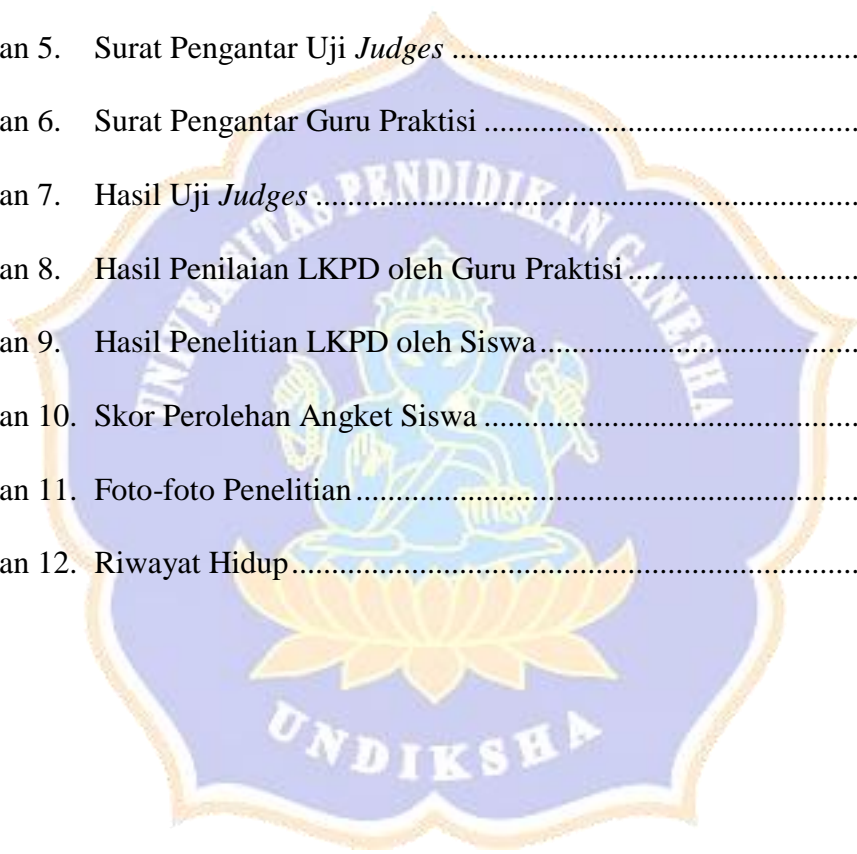 an 5. Surat Pengantar Uji Judges ..................................................
an 6. Surat Pengantar Guru Praktisi ..............................................
an 7. Hasil Uji Judges ...................................................................
an 8. Hasil Penilaian LKPD oleh Guru Praktisi ............................
an 9. Hasil Penelitian LKPD oleh Siswa .......................................
an 10. Skor Perolehan Angket Siswa ..............................................
an 11. Foto-foto Penelitian ..............................................................
an 12. Riwayat Hidup ......................................................................
UNIVERSITAS PENDIDIKAN GANESHA
UNDIKSHA